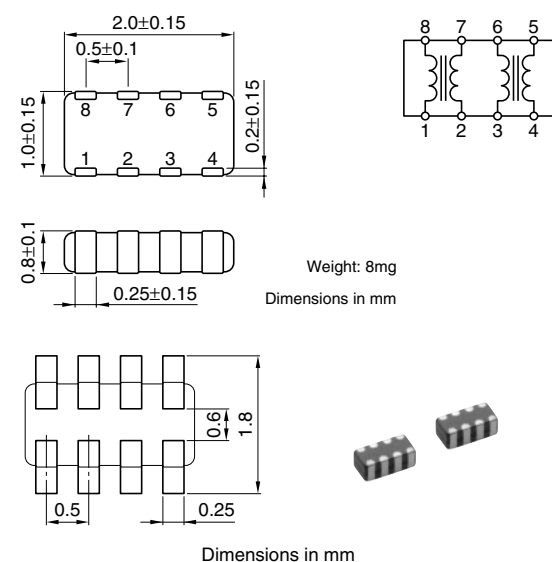 2.0±0.15
0.5±0.1
8 7 6 5
1 2 3 4
1.0±0.15
0.2±0.15
8 7 6 5
1 2 3 4
0.8±0.1
0.25±0.15
Weight: 8mg
Dimensions in mm
0.6
1.8
0.5
0.25
Dimensions in mm